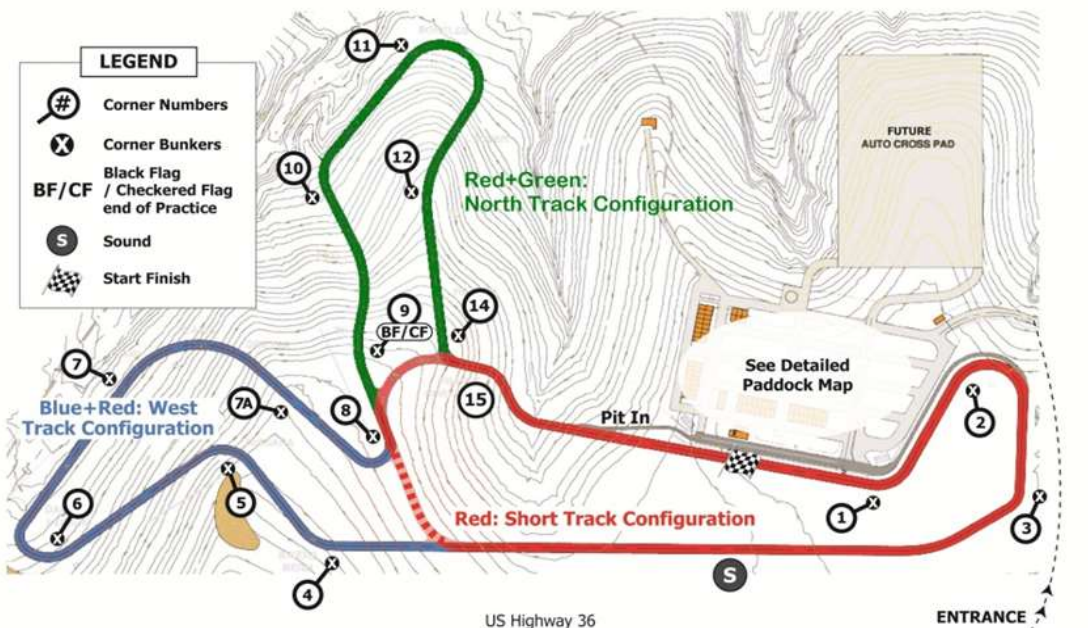 LEGEND
#
Corner Numbers
X
Corner Bunkers
BF/CF
Black Flag
/ Checkered Flag
end of Practice
S
Sound
Start Finish
11
10
12
Red+Green:
North Track Configuration
FUTURE
AUTO CROSS PAD
9
BF/CF
14
See Detailed
Paddock Map
7
7A
8
15
Pit In
2
Blue+Red: West
Track Configuration
6
5
Red: Short Track Configuration
1
3
4
S
US Highway 36
ENTRANCE